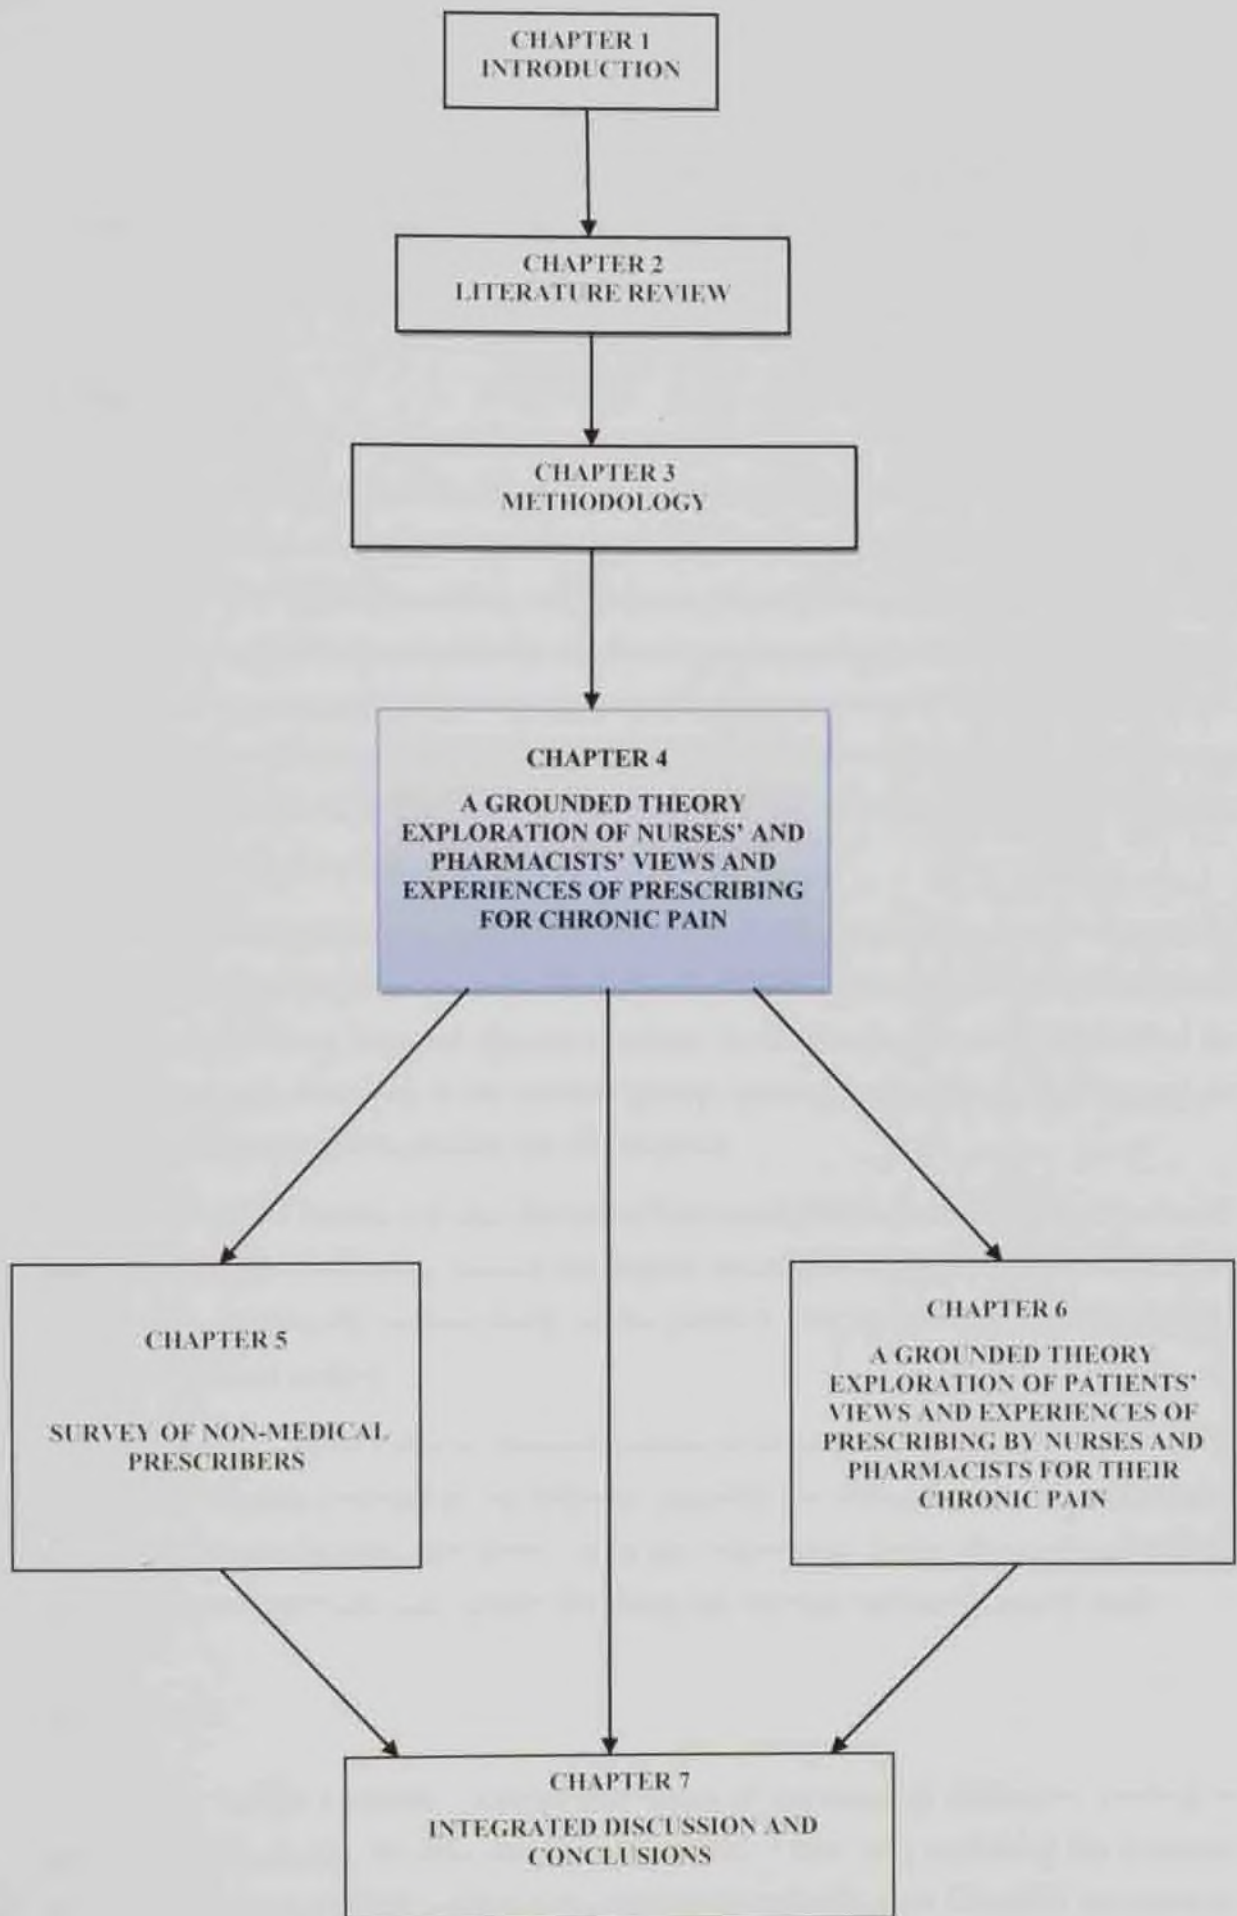 CHAPTER 1
INTRODUCTION
CHAPTER 2
LITERATURE REVIEW
CHAPTER 3
METHODOLOGY
CHAPTER 4
A GROUNDED THEORY
EXPLORATION OF NURSES’ AND
PHARMACISTS’ VIEWS AND
EXPERIENCES OF PRESCRIBING
FOR CHRONIC PAIN
CHAPTER 5
SURVEY OF NON-MEDICAL
PRESCRIBERS
CHAPTER 6
A GROUNDED THEORY
EXPLORATION OF PATIENTS’
VIEWS AND EXPERIENCES OF
PRESCRIBING BY NURSES AND
PHARMACISTS FOR THEIR
CHRONIC PAIN
CHAPTER 7
INTEGRATED DISCUSSION AND
CONCLUSIONS